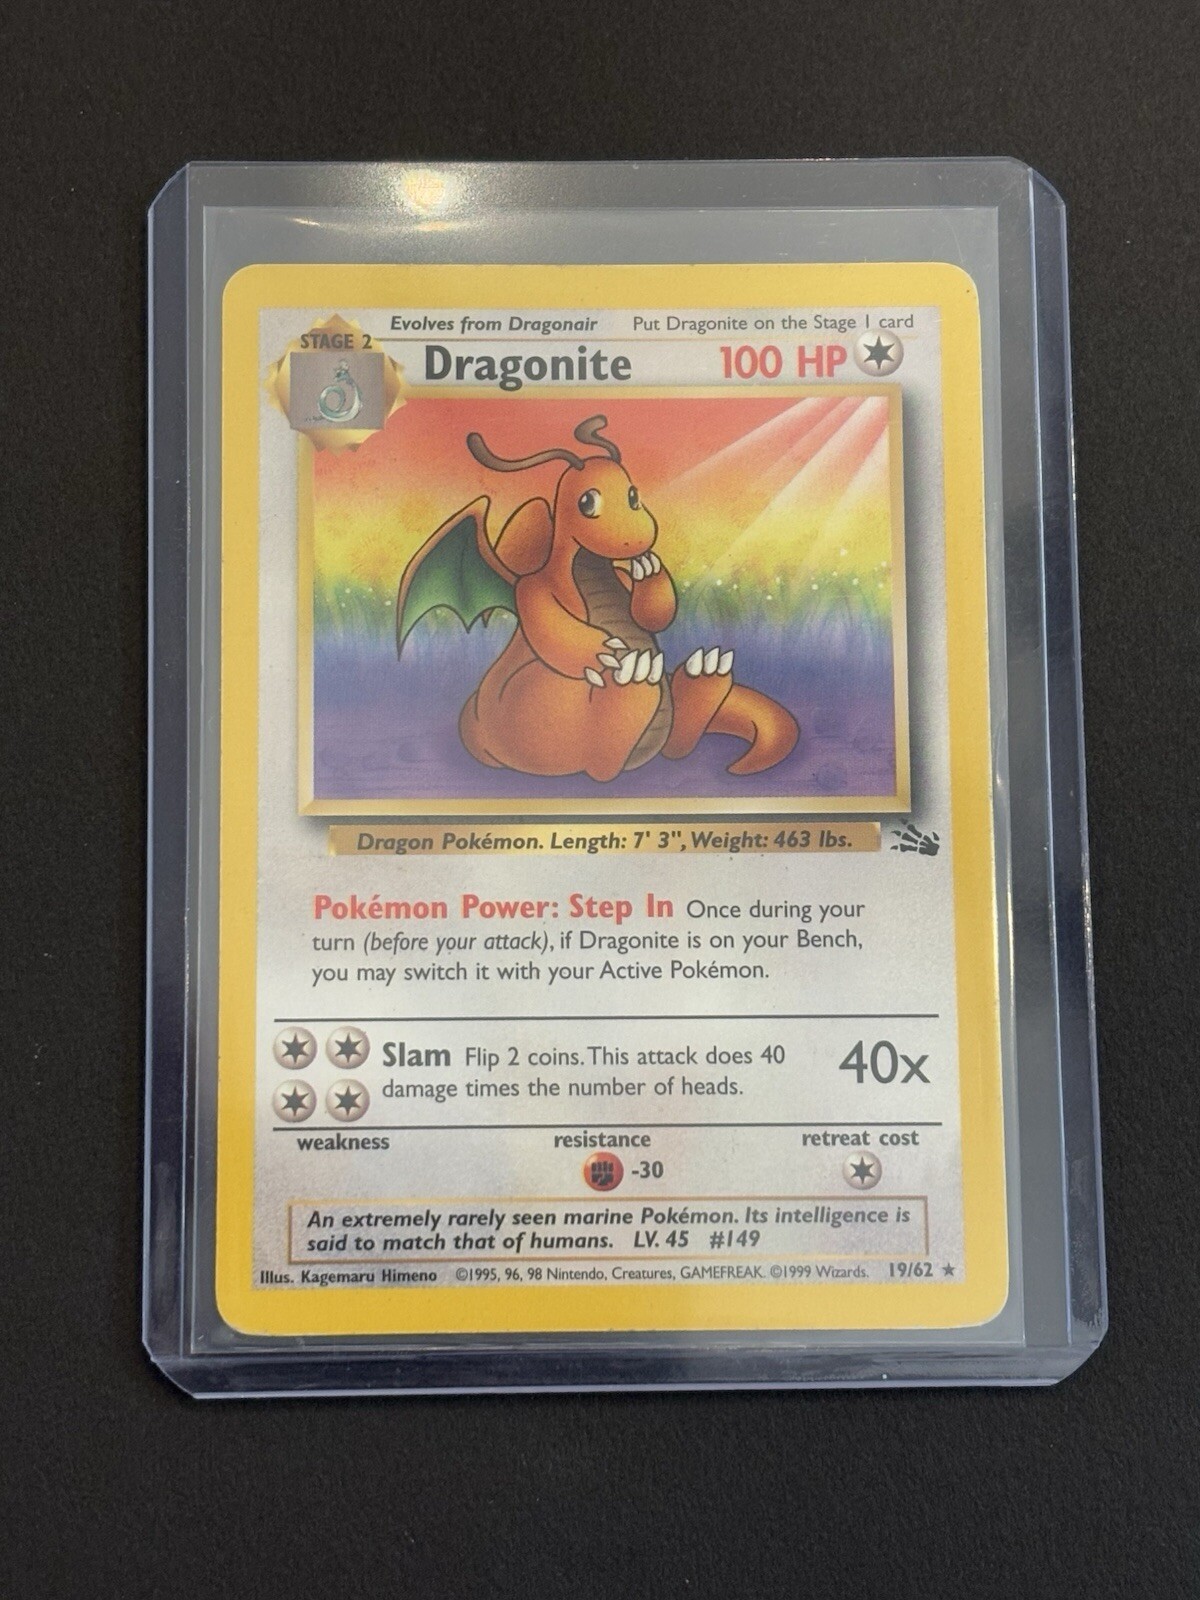 Evolves from Dragonair Put Dragonite on the Stage 1 card
STAGE 2
Dragonite 100 HP
Dragon Pokémon. Length: 7' 3", Weight: 463 lbs.
Pokémon Power: Step In Once during your
turn (before your attack), if Dragonite is on your Bench,
you may switch it with your Active Pokémon.
Slam Flip 2 coins. This attack does 40
damage times the number of heads.
40x
weakness resistance retreat cost
-30
An extremely rarely seen marine Pokémon. Its intelligence is
said to match that of humans. LV. 45 #149
Illus. Kagemaru Himeno ©1995, 96, 98 Nintendo, Creatures, GAMEFREAK. ©1999 Wizards. 19/62 ★